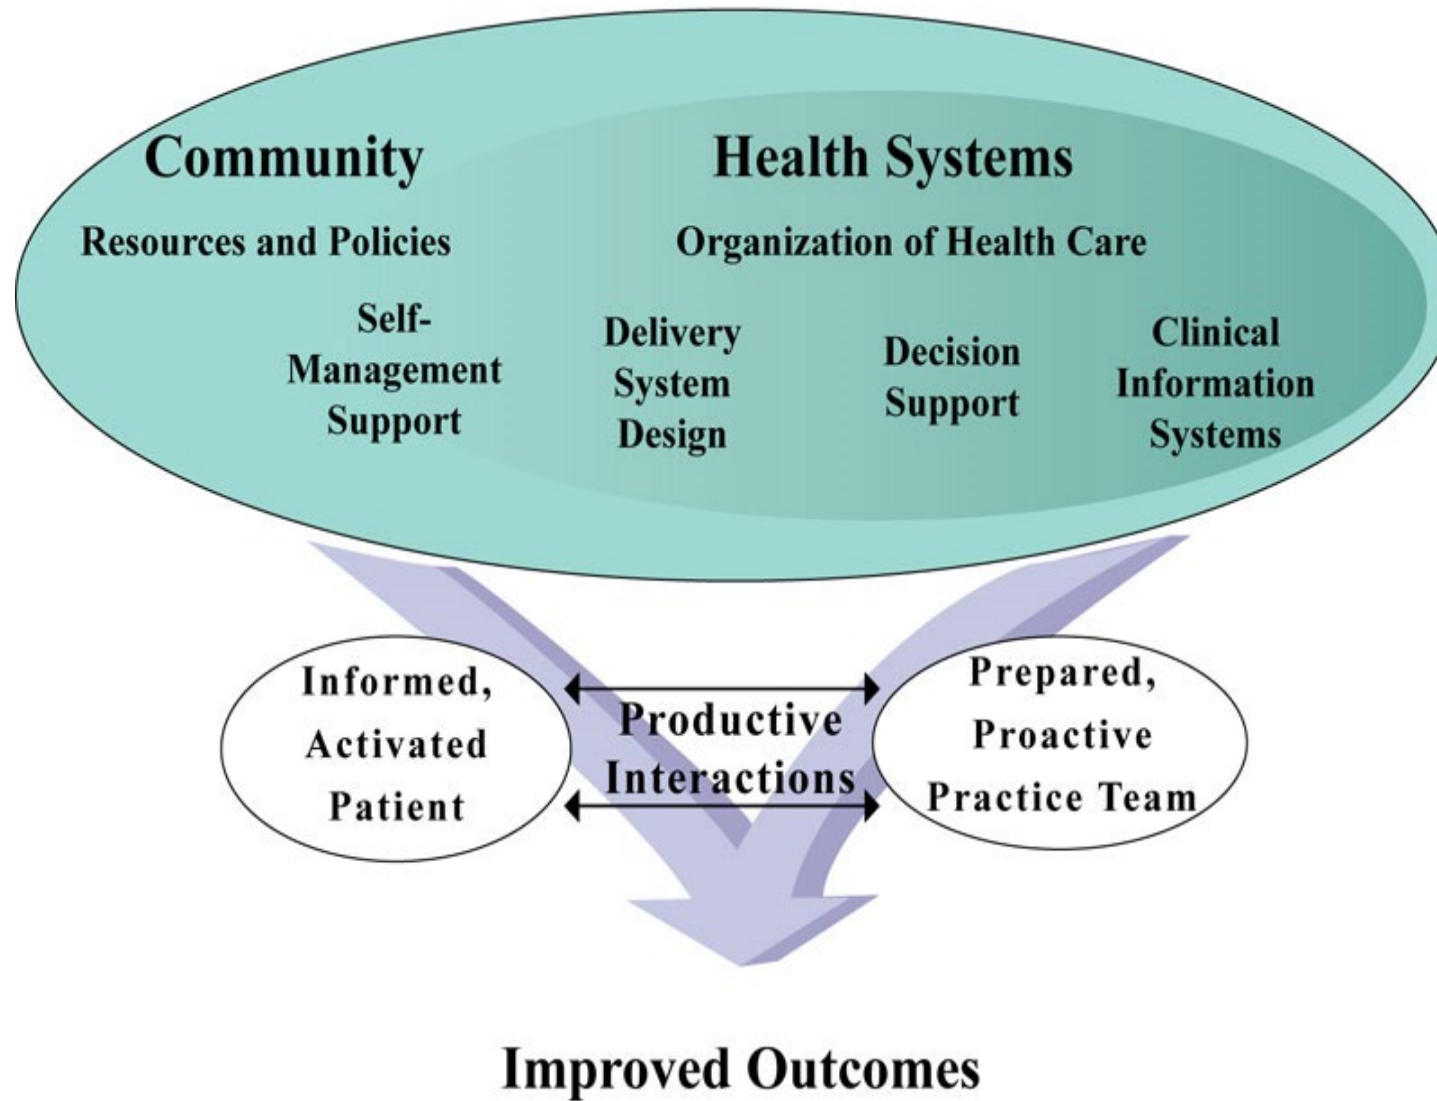 Community
Health Systems
Resources and Policies
Organization of Health Care
Self-
Management
Support
Delivery
System
Design
Decision
Support
Clinical
Information
Systems
Informed,
Activated
Patient
Productive
Interactions
Prepared,
Proactive
Practice Team
Improved Outcomes